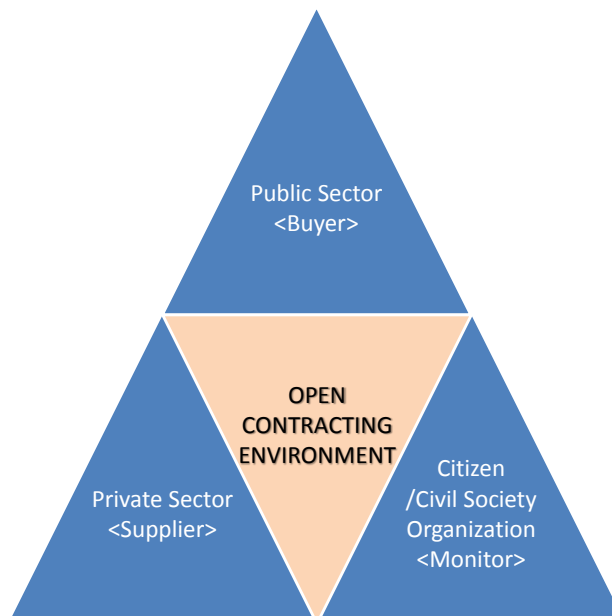 Public Sector
<Buyer>
OPEN
CONTRACTING
ENVIRONMENT
Private Sector
<Supplier>
Citizen
/Civil Society
Organization
<Monitor>